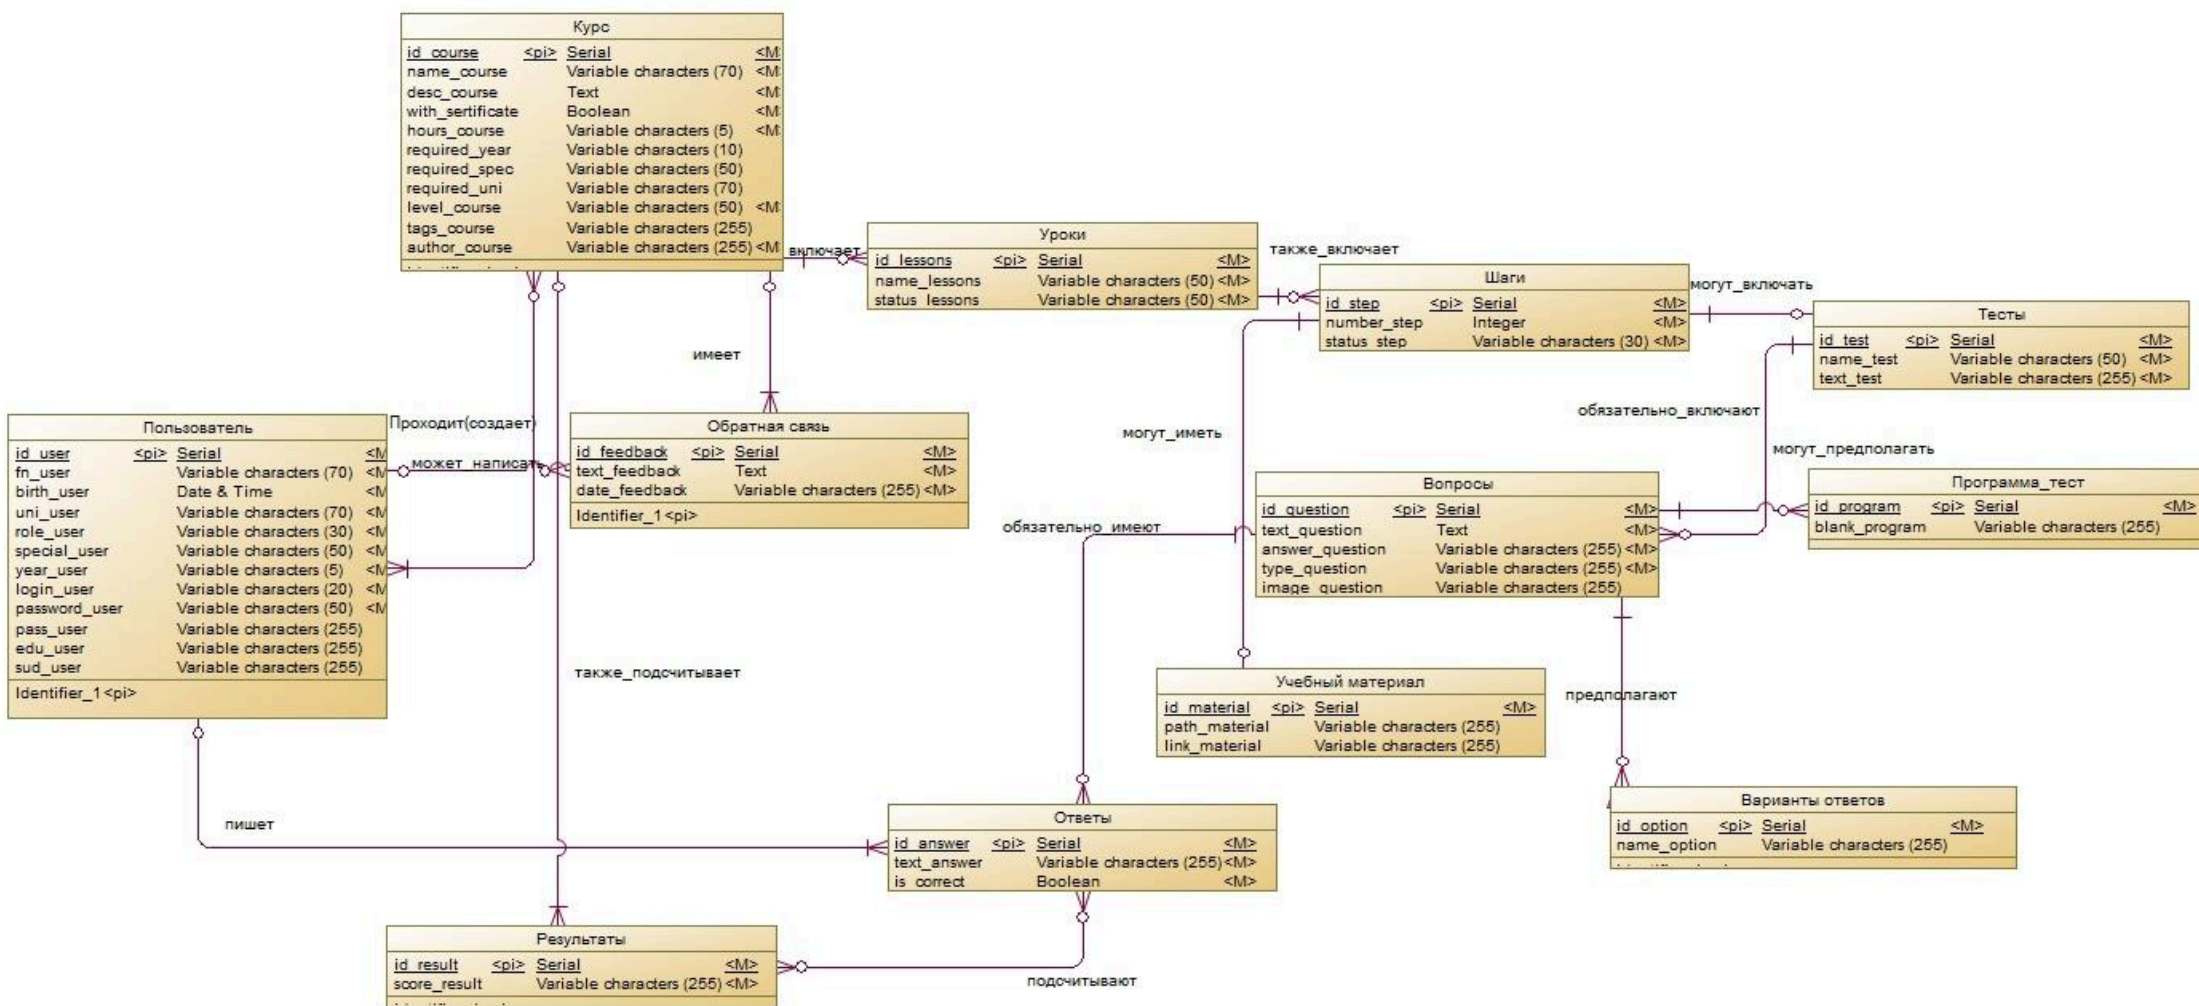 Курс
id_course <pi> Serial <M
name_course Variable characters (70) <M
desc_course Text <M
with_sertificate Boolean <M
hours_course Variable characters (5) <M
required_year Variable characters (10)
required_spec Variable characters (50)
required_uni Variable characters (70)
level_course Variable characters (50) <M
tags_course Variable characters (255)
author_course Variable characters (255) <M
включает
Уроки
id_lessons <pi> Serial <M>
name_lessons Variable characters (50) <M>
status_lessons Variable characters (50) <M>
также_включает
Шаги
id_step <pi> Serial <M>
number_step Integer <M>
status_step Variable characters (30) <M>
могут_включать
Тесты
id_test <pi> Serial <M>
name_test Variable characters (50) <M>
text_test Variable characters (255) <M>
имеет
обязательно_включают
Пользователь
id_user <pi> Serial <M
fn_user Variable characters (70) <M
birth_user Date & Time <M
uni_user Variable characters (70) <M
role_user Variable characters (30) <M
special_user Variable characters (50) <M
year_user Variable characters (5) <M
login_user Variable characters (20) <M
password_user Variable characters (50) <M
pass_user Variable characters (255)
edu_user Variable characters (255)
sud_user Variable characters (255)
Identifier_1 <pi>
Проходит(создает)
может_написать
Обратная связь
id_feedback <pi> Serial <M>
text_feedback Text <M>
date_feedback Variable characters (255) <M>
Identifier_1 <pi>
могут_иметь
могут_предполагать
Вопросы
id_question <pi> Serial <M>
text_question Text <M>
answer_question Variable characters (255) <M>
type_question Variable characters (255) <M>
image_question Variable characters (255)
Программа_тест
id_program <pi> Serial <M>
blank_program Variable characters (255)
обязательно_имеют
также_подсчитывает
Учебный материал
id_material <pi> Serial <M>
path_material Variable characters (255)
link_material Variable characters (255)
предполагают
Варианты ответов
id_option <pi> Serial <M>
name_option Variable characters (255)
пишет
Ответы
id_answer <pi> Serial <M>
text_answer Variable characters (255) <M>
is_correct Boolean <M>
Результаты
id_result <pi> Serial <M>
score_result Variable characters (255) <M>
подсчитывают